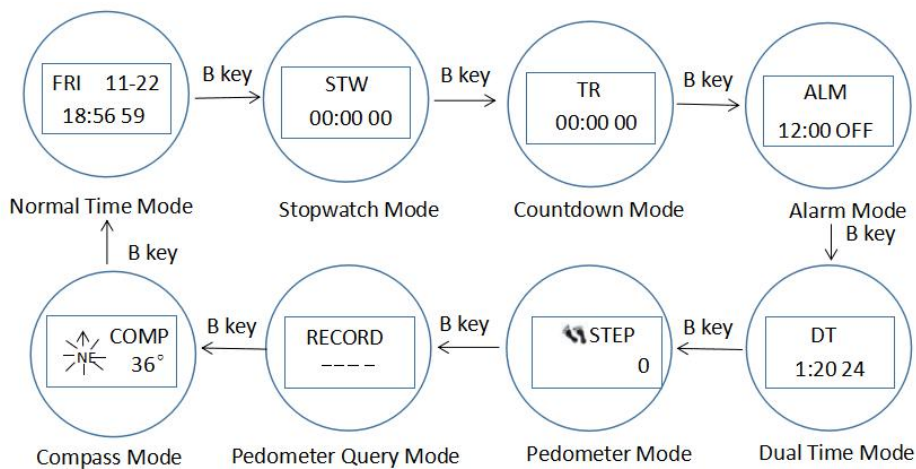 FRI 11-22
18:56 59
B key
STW
00:00 00
B key
TR
00:00 00
B key
ALM
12:00 OFF
Normal Time Mode
Stopwatch Mode
Countdown Mode
Alarm Mode
B key
B key
COMP
NE
36°
B key
RECORD
----
B key
STEP
0
B key
DT
1:20 24
Compass Mode
Pedometer Query Mode
Pedometer Mode
Dual Time Mode